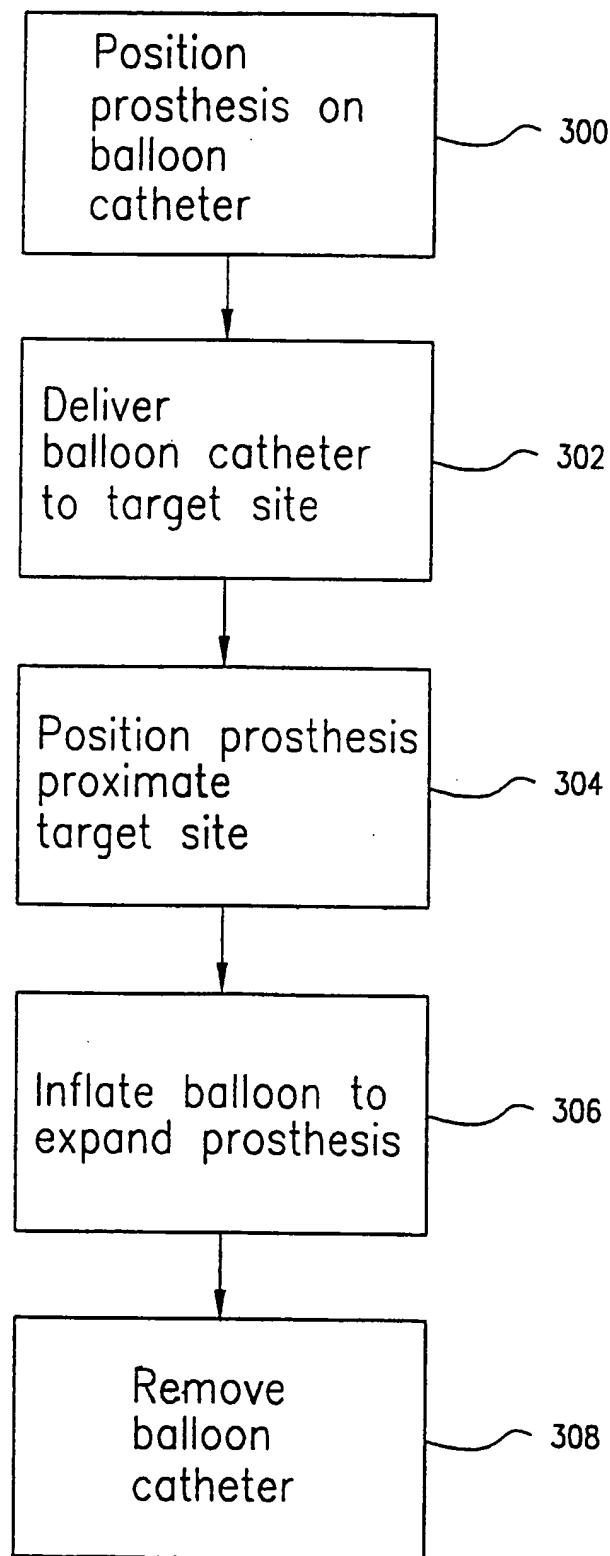 Position
prosthesis on
balloon
catheter
300
Deliver
balloon catheter
to target site
302
Position prosthesis
proximate
target site
304
Inflate balloon to
expand prosthesis
306
Remove
balloon
catheter
308